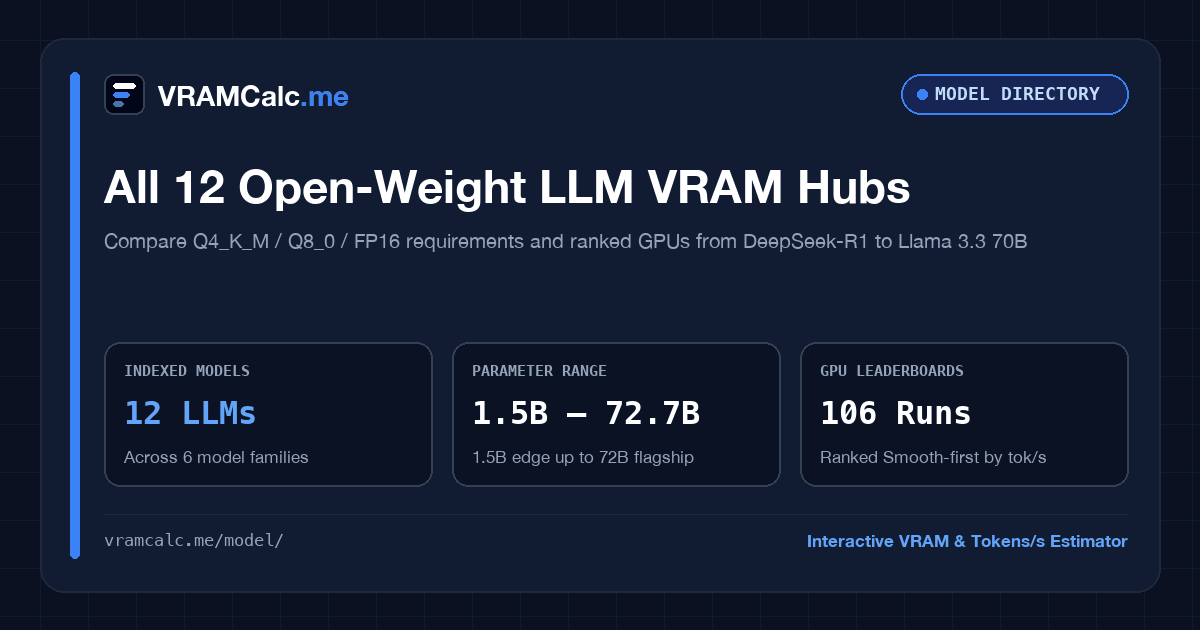 VRAMCalc.me
MODEL DIRECTORY
All 12 Open-Weight LLM VRAM Hubs
Compare Q4_K_M / Q8_0 / FP16 requirements and ranked GPUs from DeepSeek-R1 to Llama 3.3 70B
INDEXED MODELS
12 LLMs
Across 6 model families
PARAMETER RANGE
1.5B — 72.7B
1.5B edge up to 72B flagship
GPU LEADERBOARDS
106 Runs
Ranked Smooth-first by tok/s
vramcalc.me/model/
Interactive VRAM & Tokens/s Estimator